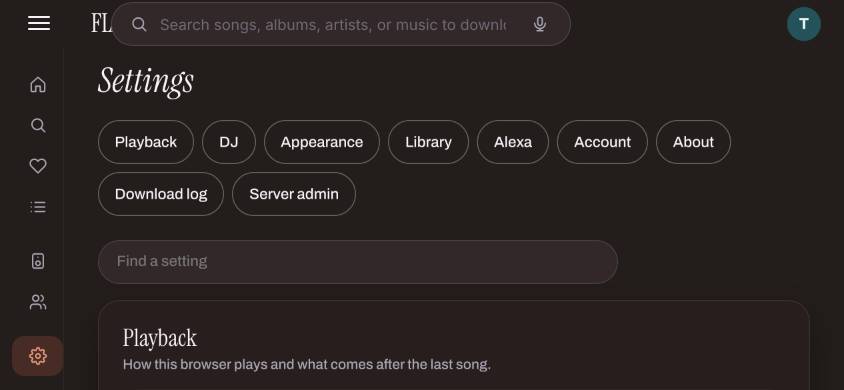 FL
Search songs, albums, artists, or music to downl
T
Settings
Playback DJ Appearance Library Alexa Account About
Download log Server admin
Find a setting
Playback
How this browser plays and what comes after the last song.